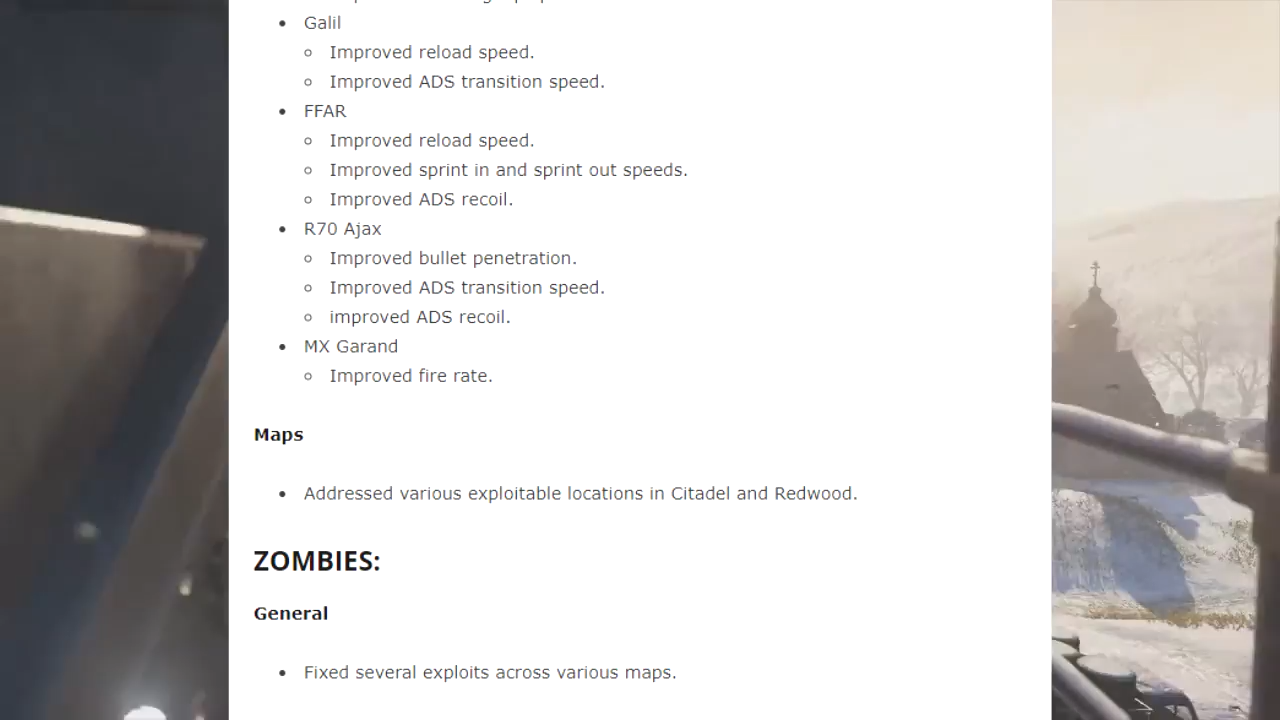 Galil
Improved reload speed.
Improved ADS transition speed.
FFAR
Improved reload speed.
Improved sprint in and sprint out speeds.
Improved ADS recoil.
R70 Ajax
Improved bullet penetration.
Improved ADS transition speed.
improved ADS recoil.
MX Garand
Improved fire rate.
Maps
Addressed various exploitable locations in Citadel and Redwood.
ZOMBIES:
General
Fixed several exploits across various maps.